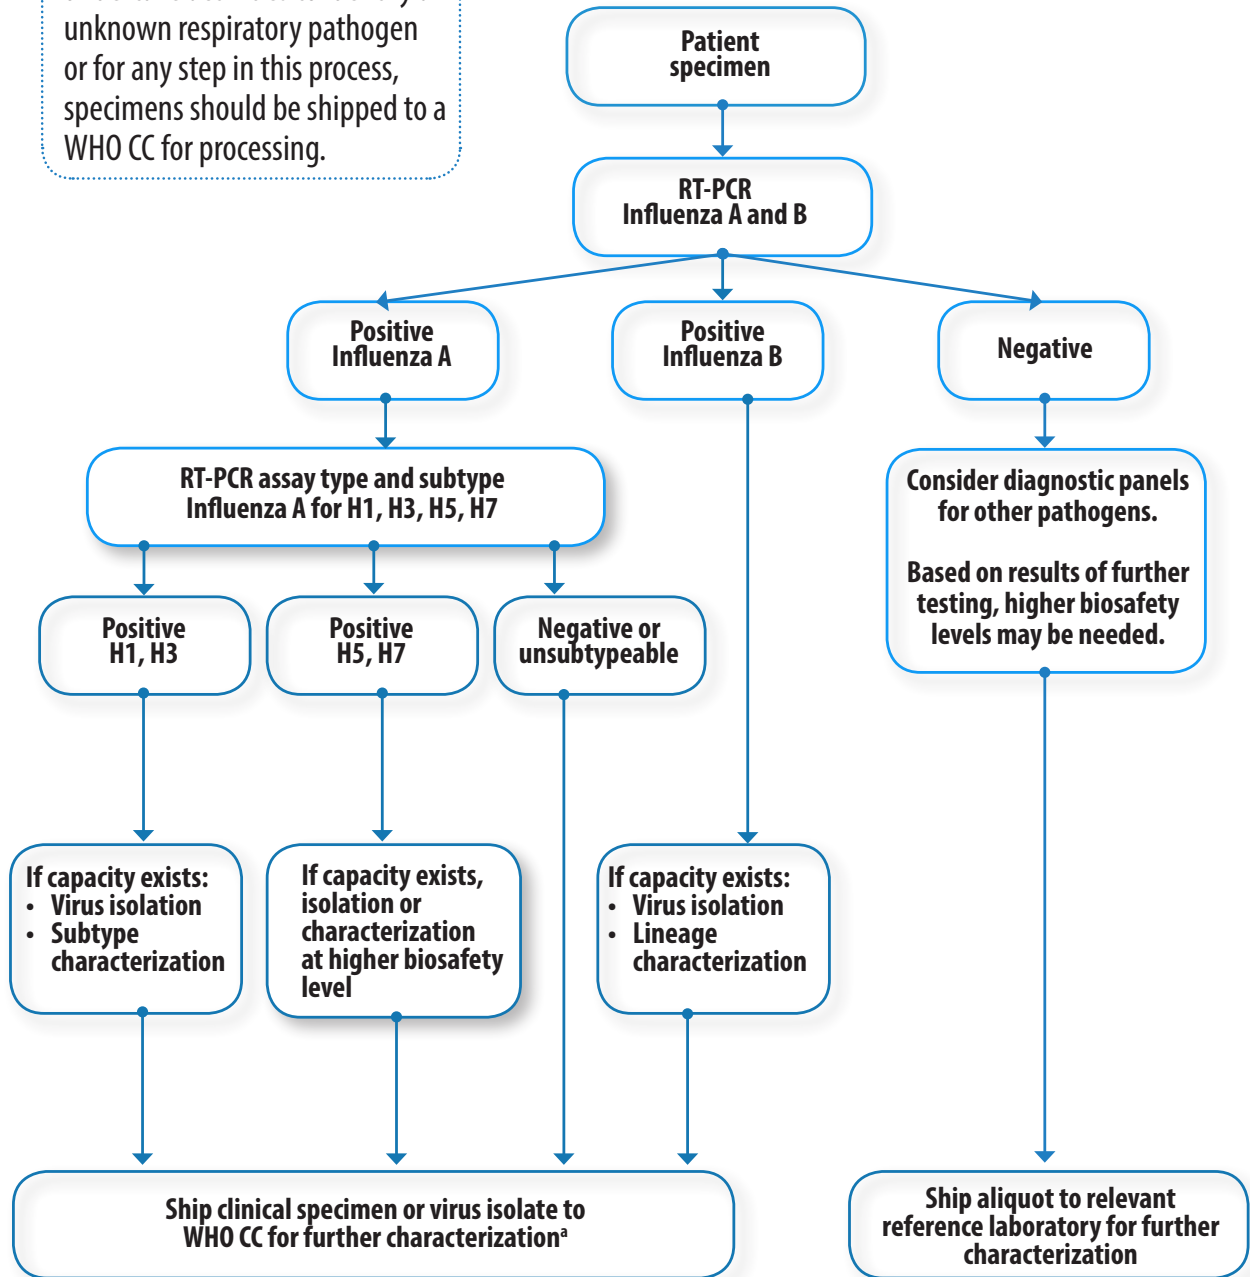 unknown respiratory pathogen
or for any step in this process,
specimens should be shipped to a
WHO CC for processing.
Patient
specimen
RT-PCR
Influenza A and B
Positive
Influenza A
Positive
Influenza B
Negative
RT-PCR assay type and subtype
Influenza A for H1, H3, H5, H7
Consider diagnostic panels
for other pathogens.
Based on results of further
testing, higher biosafety
levels may be needed.
Positive
H1, H3
Positive
H5, H7
Negative or
unsubtypeable
If capacity exists:
• Virus isolation
• Subtype
characterization
If capacity exists,
isolation or
characterization
at higher biosafety
level
If capacity exists:
• Virus isolation
• Lineage
characterization
Ship clinical specimen or virus isolate to
WHO CC for further characterizationᵃ
Ship aliquot to relevant
reference laboratory for further
characterization